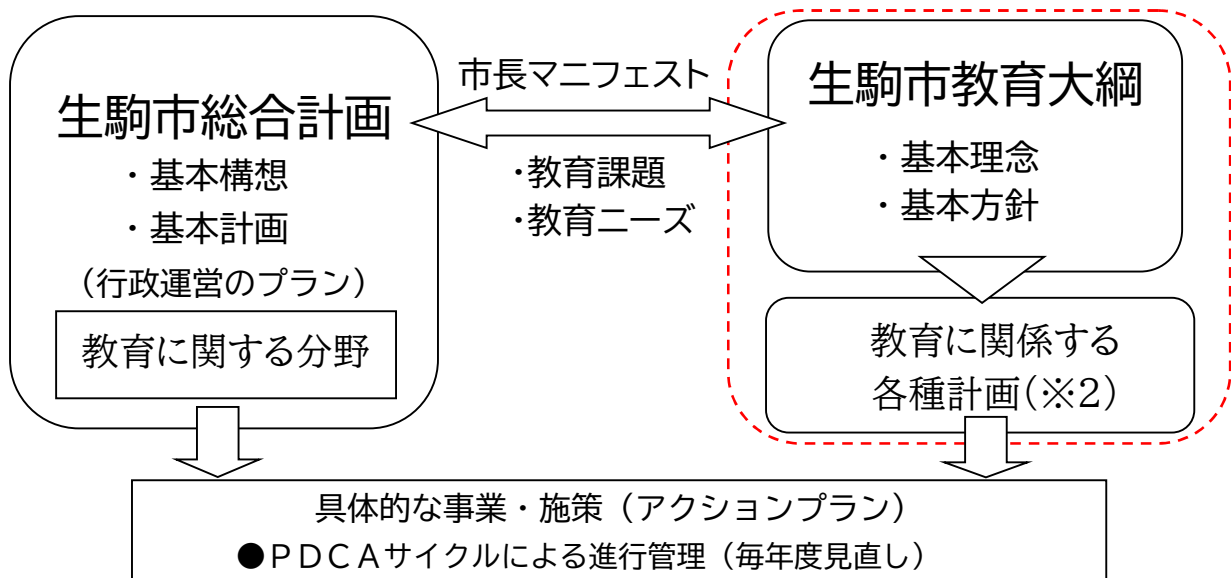 生駒市総合計画
・基本構想
・基本計画
（行政運営のプラン）
教育に関する分野
市長マニフェスト
・教育課題
・教育ニーズ
生駒市教育大綱
・基本理念
・基本方針
教育に関係する
各種計画（※2）
具体的な事業・施策（アクションプラン）
●ＰＤＣＡサイクルによる進行管理（毎年度見直し）